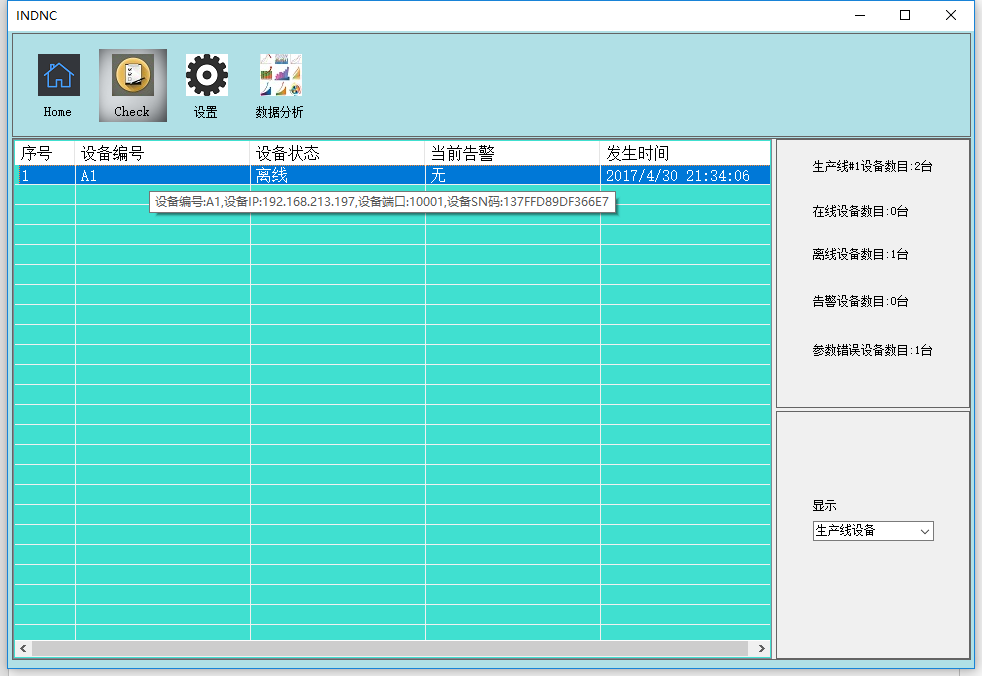 INDNC
Home Check 设置 数据分析
序号 设备编号 设备状态 当前告警 发生时间
1 A1 离线 无 2017/4/30 21:34:06
设备编号:A1,设备IP:192.168.213.197,设备端口:10001,设备SN码:137FFD89DF366E7
生产线#1设备数目:2台
在线设备数目:0台
离线设备数目:1台
告警设备数目:0台
参数错误设备数目:1台
显示
生产线设备